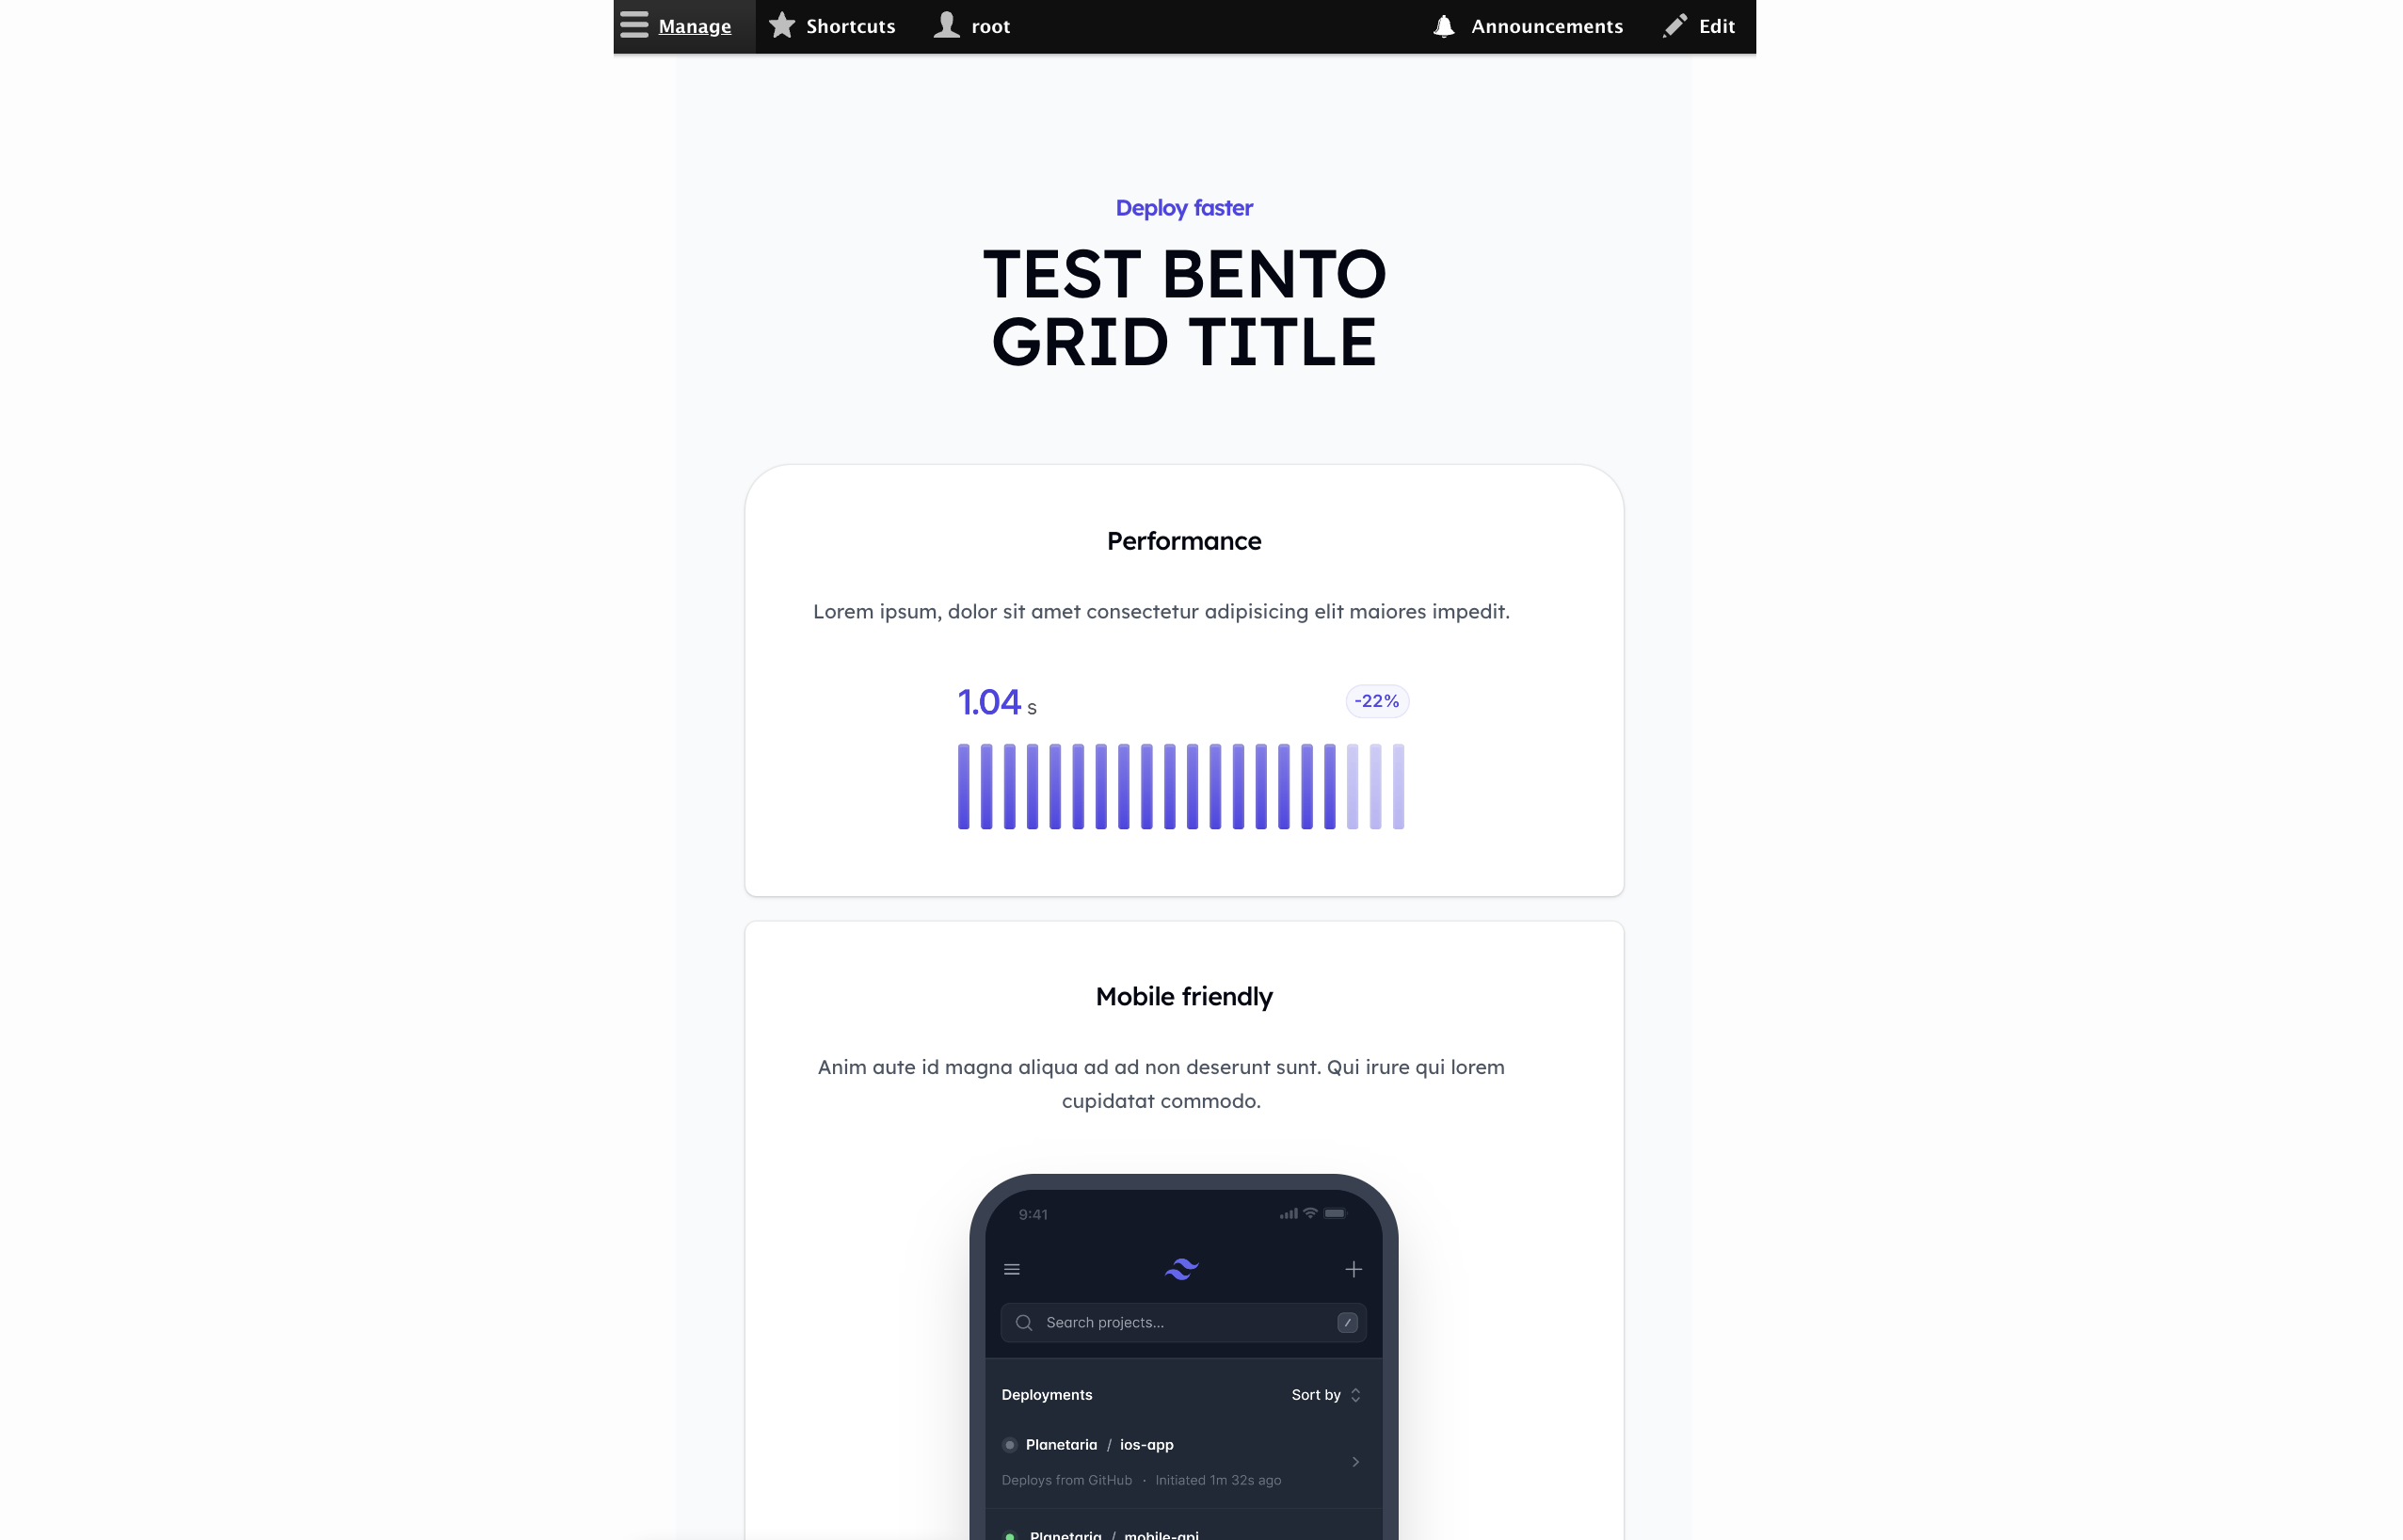 Manage Shortcuts root Announcements Edit
Deploy faster
TEST BENTO
GRID TITLE
Performance
Lorem ipsum, dolor sit amet consectetur adipisicing elit maiores impedit.
1.04 s -22%
Mobile friendly
Anim aute id magna aliqua ad ad non deserunt sunt. Qui irure qui lorem
cupidatat commodo.
9:41
Search projects... /
Deployments Sort by
Planetaria / ios-app
Deploys from GitHub · Initiated 1m 32s ago
Planetaria / mobile-api